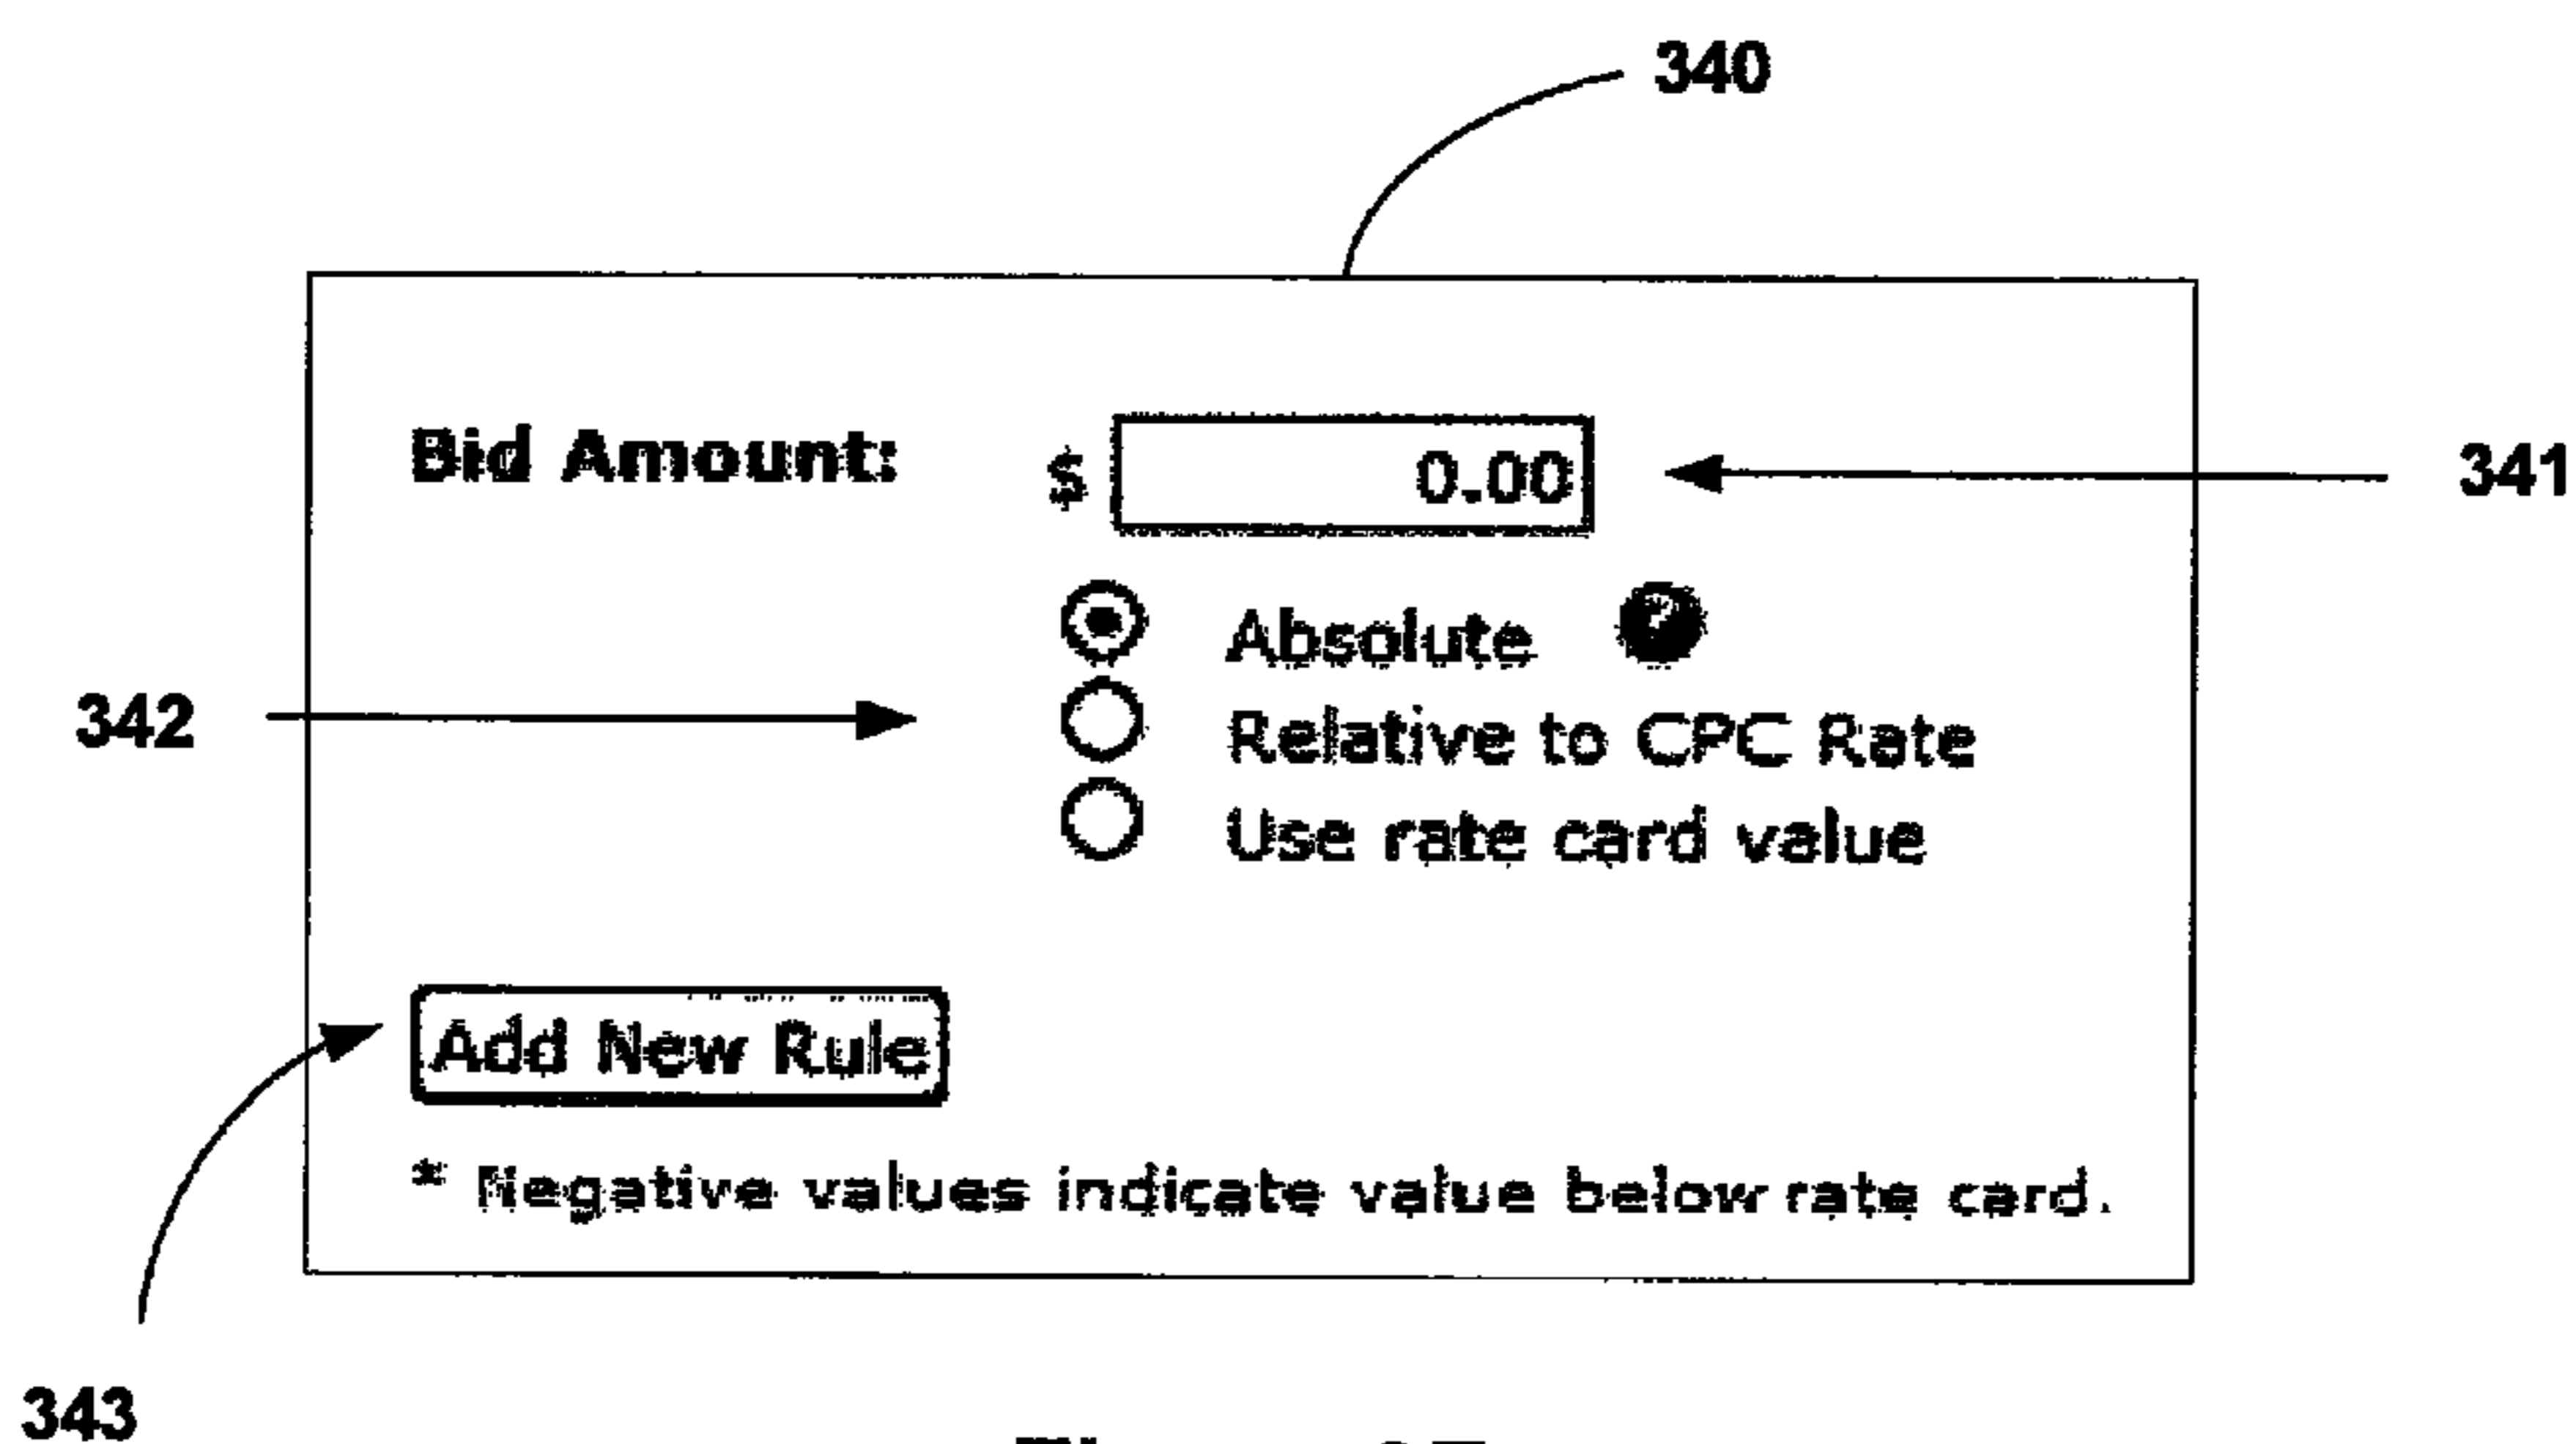 340
Bid Amount: $ 0.00
341
Absolute ?
342
Relative to CPC Rate
Use rate card value
Add New Rule
* Negative values indicate value below rate card.
343